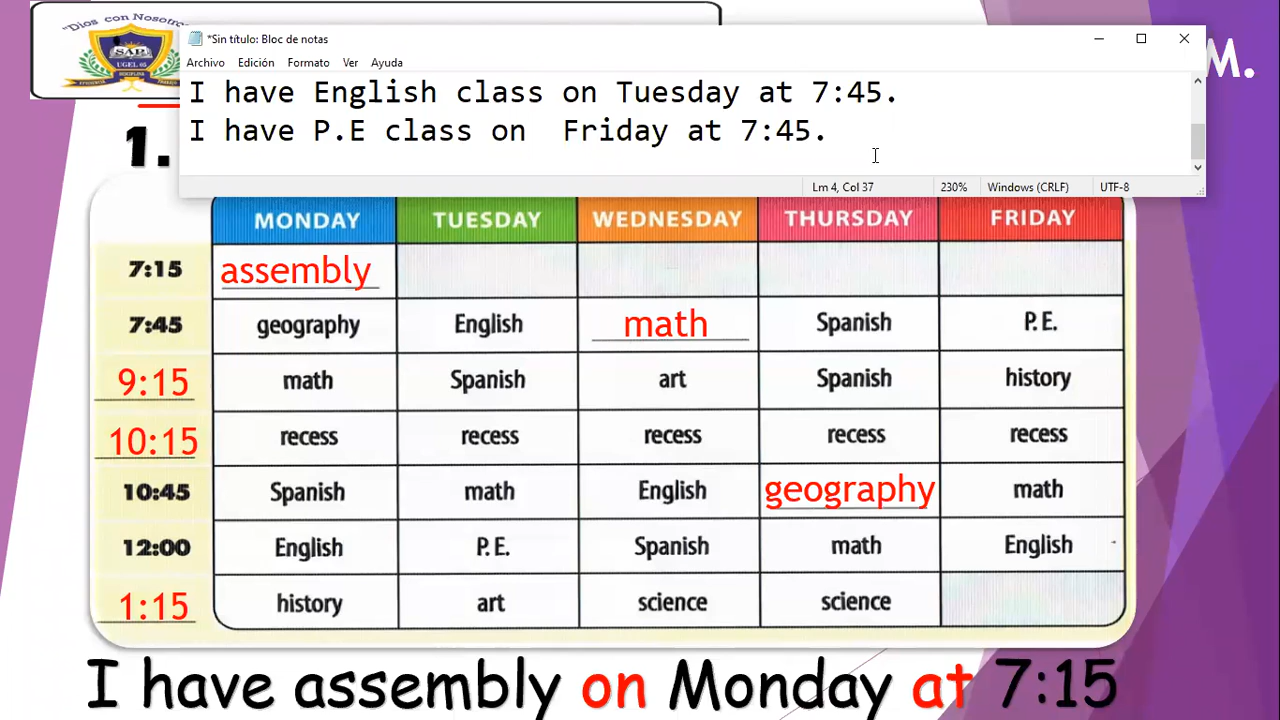 "Dios con Nosotro
SAP
UGEL 05
*Sin título: Bloc de notas
M.
Archivo Edición Formato Ver Ayuda
I have English class on Tuesday at 7:45.
I have P.E class on  Friday at 7:45.
1.
Lm 4, Col 37 230% Windows (CRLF) UTF-8
MONDAY TUESDAY WEDNESDAY THURSDAY FRIDAY
7:15 assembly
7:45 geography English math Spanish P.E.
9:15 math Spanish art Spanish history
10:15 recess recess recess recess recess
10:45 Spanish math English geography math
12:00 English P.E. Spanish math English
1:15 history art science science
I have assembly on Monday at 7:15